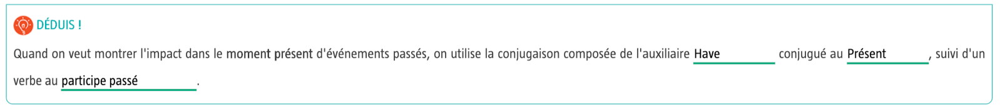 DÉDUIS !
Quand on veut montrer l'impact dans le moment présent d'événements passés, on utilise la conjugaison composée de l'auxiliaire Have conjugué au Présent , suivi d'un
verbe au participe passé .